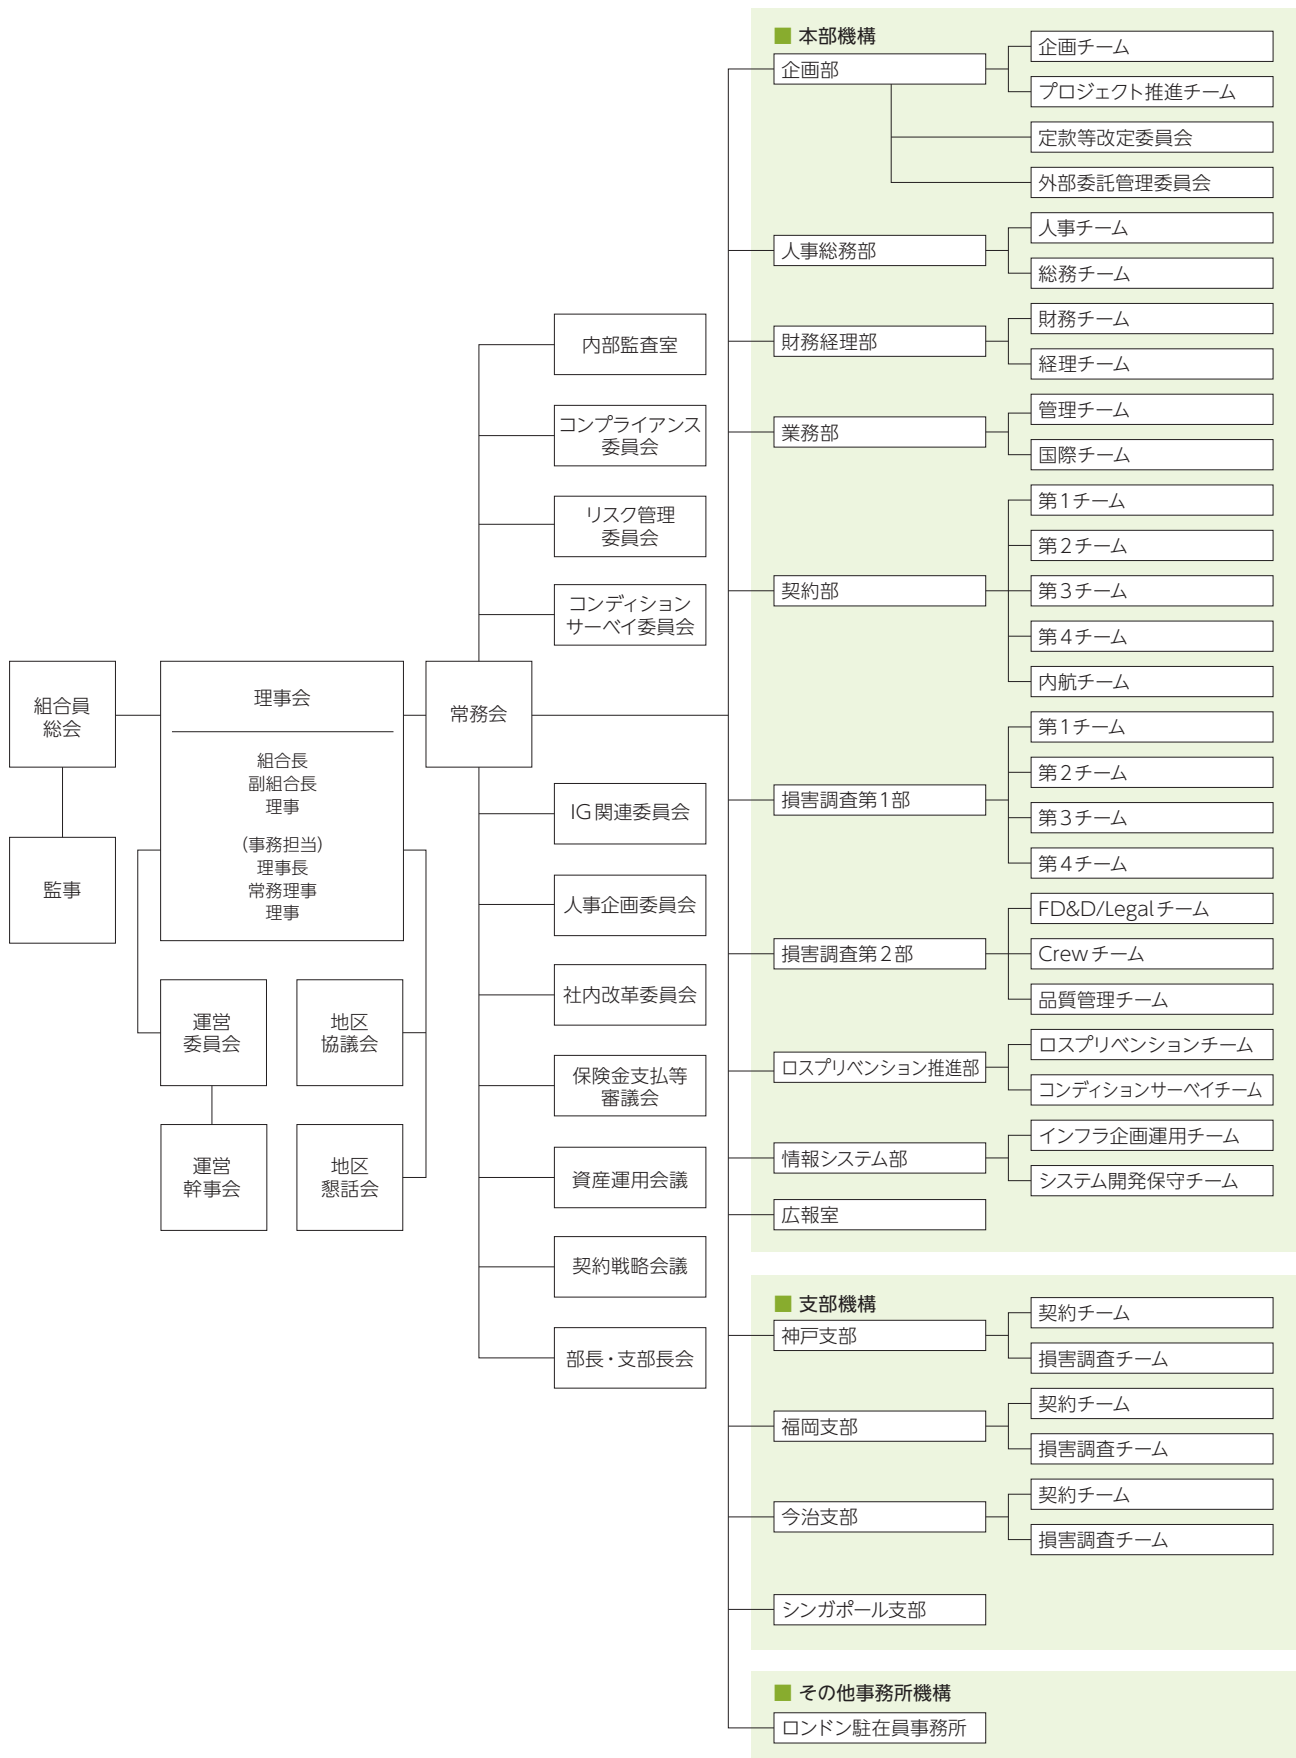 組合員
総会
監事
理事会
組合長
副組合長
理事
(事務担当)
理事長
常務理事
理事
運営
委員会
地区
協議会
運営
幹事会
地区
懇話会
常務会
内部監査室
コンプライアンス
委員会
リスク管理
委員会
コンディション
サーベイ委員会
IG関連委員会
人事企画委員会
社内改革委員会
保険金支払等
審議会
資産運用会議
契約戦略会議
部長・支部長会
■ 本部機構
企画部
企画チーム
プロジェクト推進チーム
定款等改定委員会
外部委託管理委員会
人事総務部
人事チーム
総務チーム
財務経理部
財務チーム
経理チーム
業務部
管理チーム
国際チーム
契約部
第1チーム
第2チーム
第3チーム
第4チーム
内航チーム
損害調査第1部
第1チーム
第2チーム
第3チーム
第4チーム
損害調査第2部
FD&D/Legalチーム
Crewチーム
品質管理チーム
ロスプリベンション推進部
ロスプリベンションチーム
コンディションサーベイチーム
情報システム部
インフラ企画運用チーム
システム開発保守チーム
広報室
■ 支部機構
神戸支部
契約チーム
損害調査チーム
福岡支部
契約チーム
損害調査チーム
今治支部
契約チーム
損害調査チーム
シンガポール支部
■ その他事務所機構
ロンドン駐在員事務所